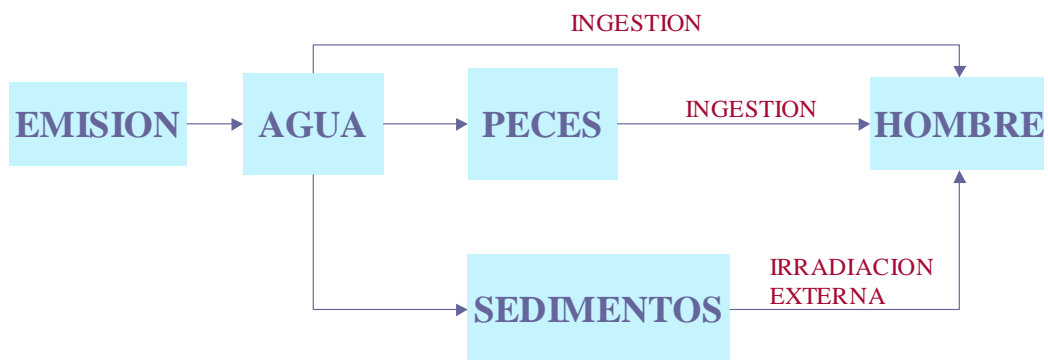 INGESTION
EMISION
AGUA
PECES
INGESTION
HOMBRE
IRRADIACION
EXTERNA
SEDIMENTOS